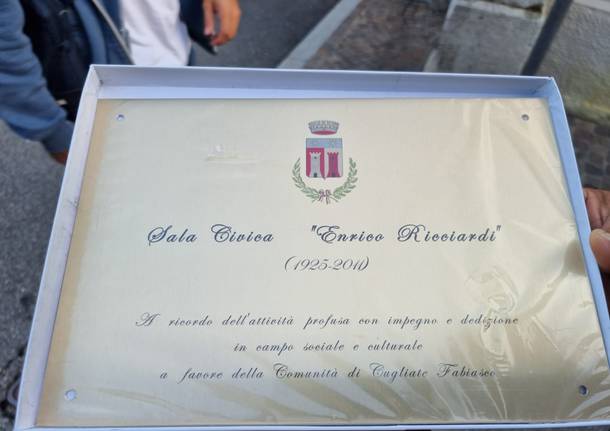 Sala Civica "Enrico Ricciardi"
(1925-2011)
A ricordo dell'attività profusa con impegno e dedizione
in campo sociale e culturale
a favore della Comunità di Cugliate Fabiasco